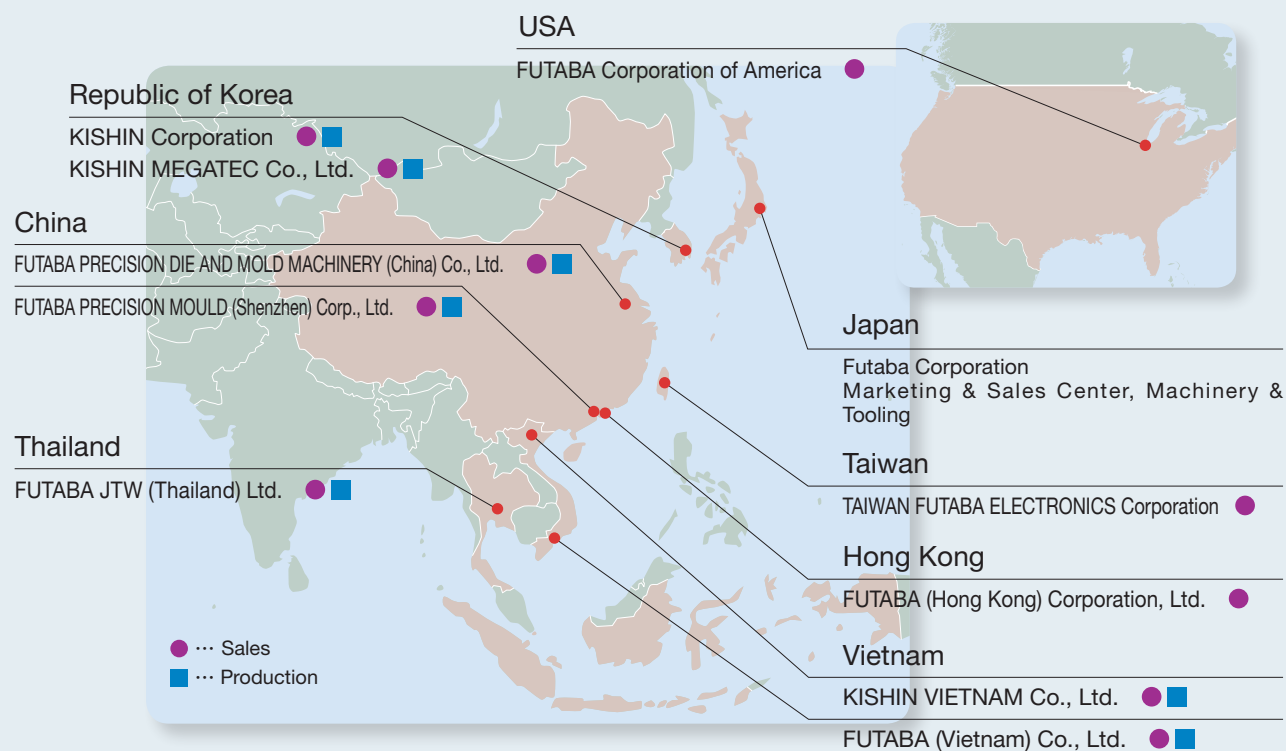 USA
FUTABA Corporation of America
Republic of Korea
KISHIN Corporation
KISHIN MEGATEC Co., Ltd.
China
FUTABA PRECISION DIE AND MOLD MACHINERY (China) Co., Ltd.
FUTABA PRECISION MOULD (Shenzhen) Corp., Ltd.
Thailand
FUTABA JTW (Thailand) Ltd.
Japan
Futaba Corporation
Marketing & Sales Center, Machinery &
Tooling
Taiwan
TAIWAN FUTABA ELECTRONICS Corporation
Hong Kong
FUTABA (Hong Kong) Corporation, Ltd.
Vietnam
KISHIN VIETNAM Co., Ltd.
FUTABA (Vietnam) Co., Ltd.
… Sales
… Production